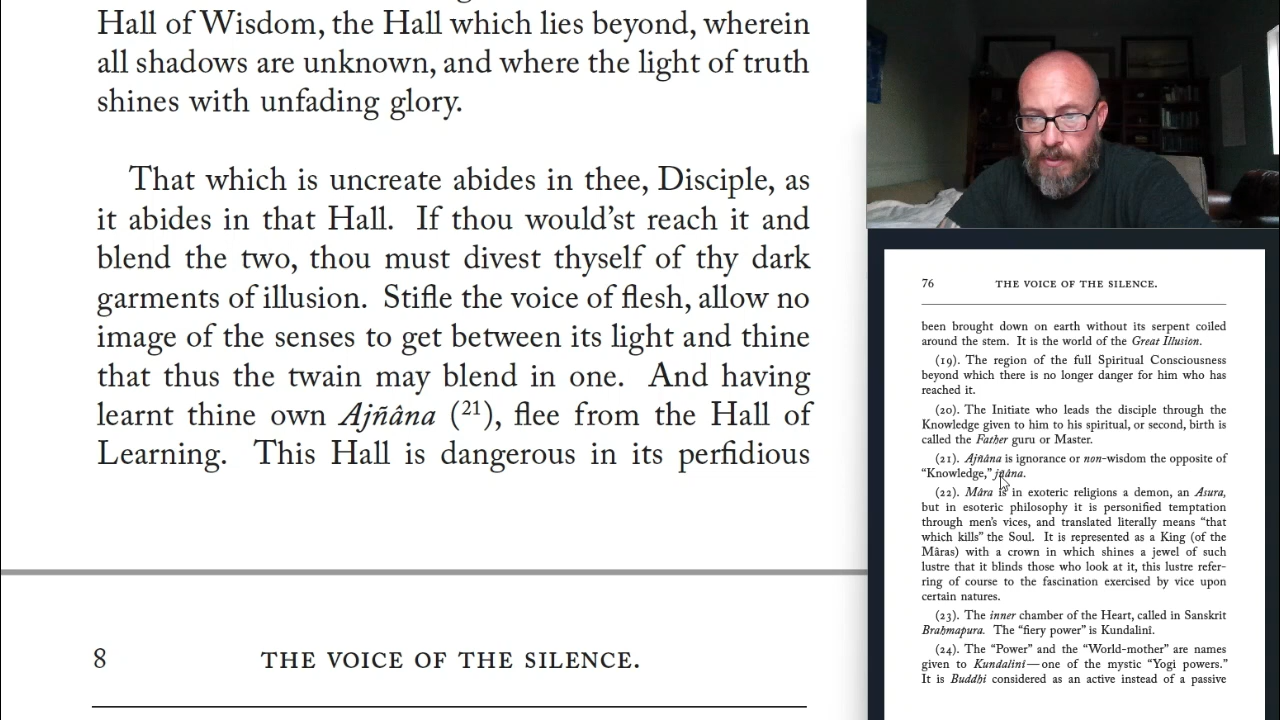 Hall of Wisdom, the Hall which lies beyond, wherein
all shadows are unknown, and where the light of truth
shines with unfading glory.
That which is uncreate abides in thee, Disciple, as
it abides in that Hall. If thou would'st reach it and
blend the two, thou must divest thyself of thy dark
garments of illusion. Stifle the voice of flesh, allow no
image of the senses to get between its light and thine
that thus the twain may blend in one. And having
learnt thine own Ajñâna (21), flee from the Hall of
Learning. This Hall is dangerous in its perfidious
8 THE VOICE OF THE SILENCE.
76 THE VOICE OF THE SILENCE.
been brought down on earth without its serpent coiled
around the stem. It is the world of the Great Illusion.
(19). The region of the full Spiritual Consciousness
beyond which there is no longer danger for him who has
reached it.
(20). The Initiate who leads the disciple through the
Knowledge given to him to his spiritual, or second, birth is
called the Father guru or Master.
(21). Ajñâna is ignorance or non-wisdom the opposite of
“Knowledge,” jñâna.
(22). Mâra is in exoteric religions a demon, an Asura,
but in esoteric philosophy it is personified temptation
through men's vices, and translated literally means “that
which kills” the Soul. It is represented as a King (of the
Mâras) with a crown in which shines a jewel of such
lustre that it blinds those who look at it, this lustre refer-
ring of course to the fascination exercised by vice upon
certain natures.
(23). The inner chamber of the Heart, called in Sanskrit
Brahmapura. The “fiery power” is Kundalinî.
(24). The “Power” and the “World-mother” are names
given to Kundalinî—one of the mystic “Yogi powers.”
It is Buddhi considered as an active instead of a passive